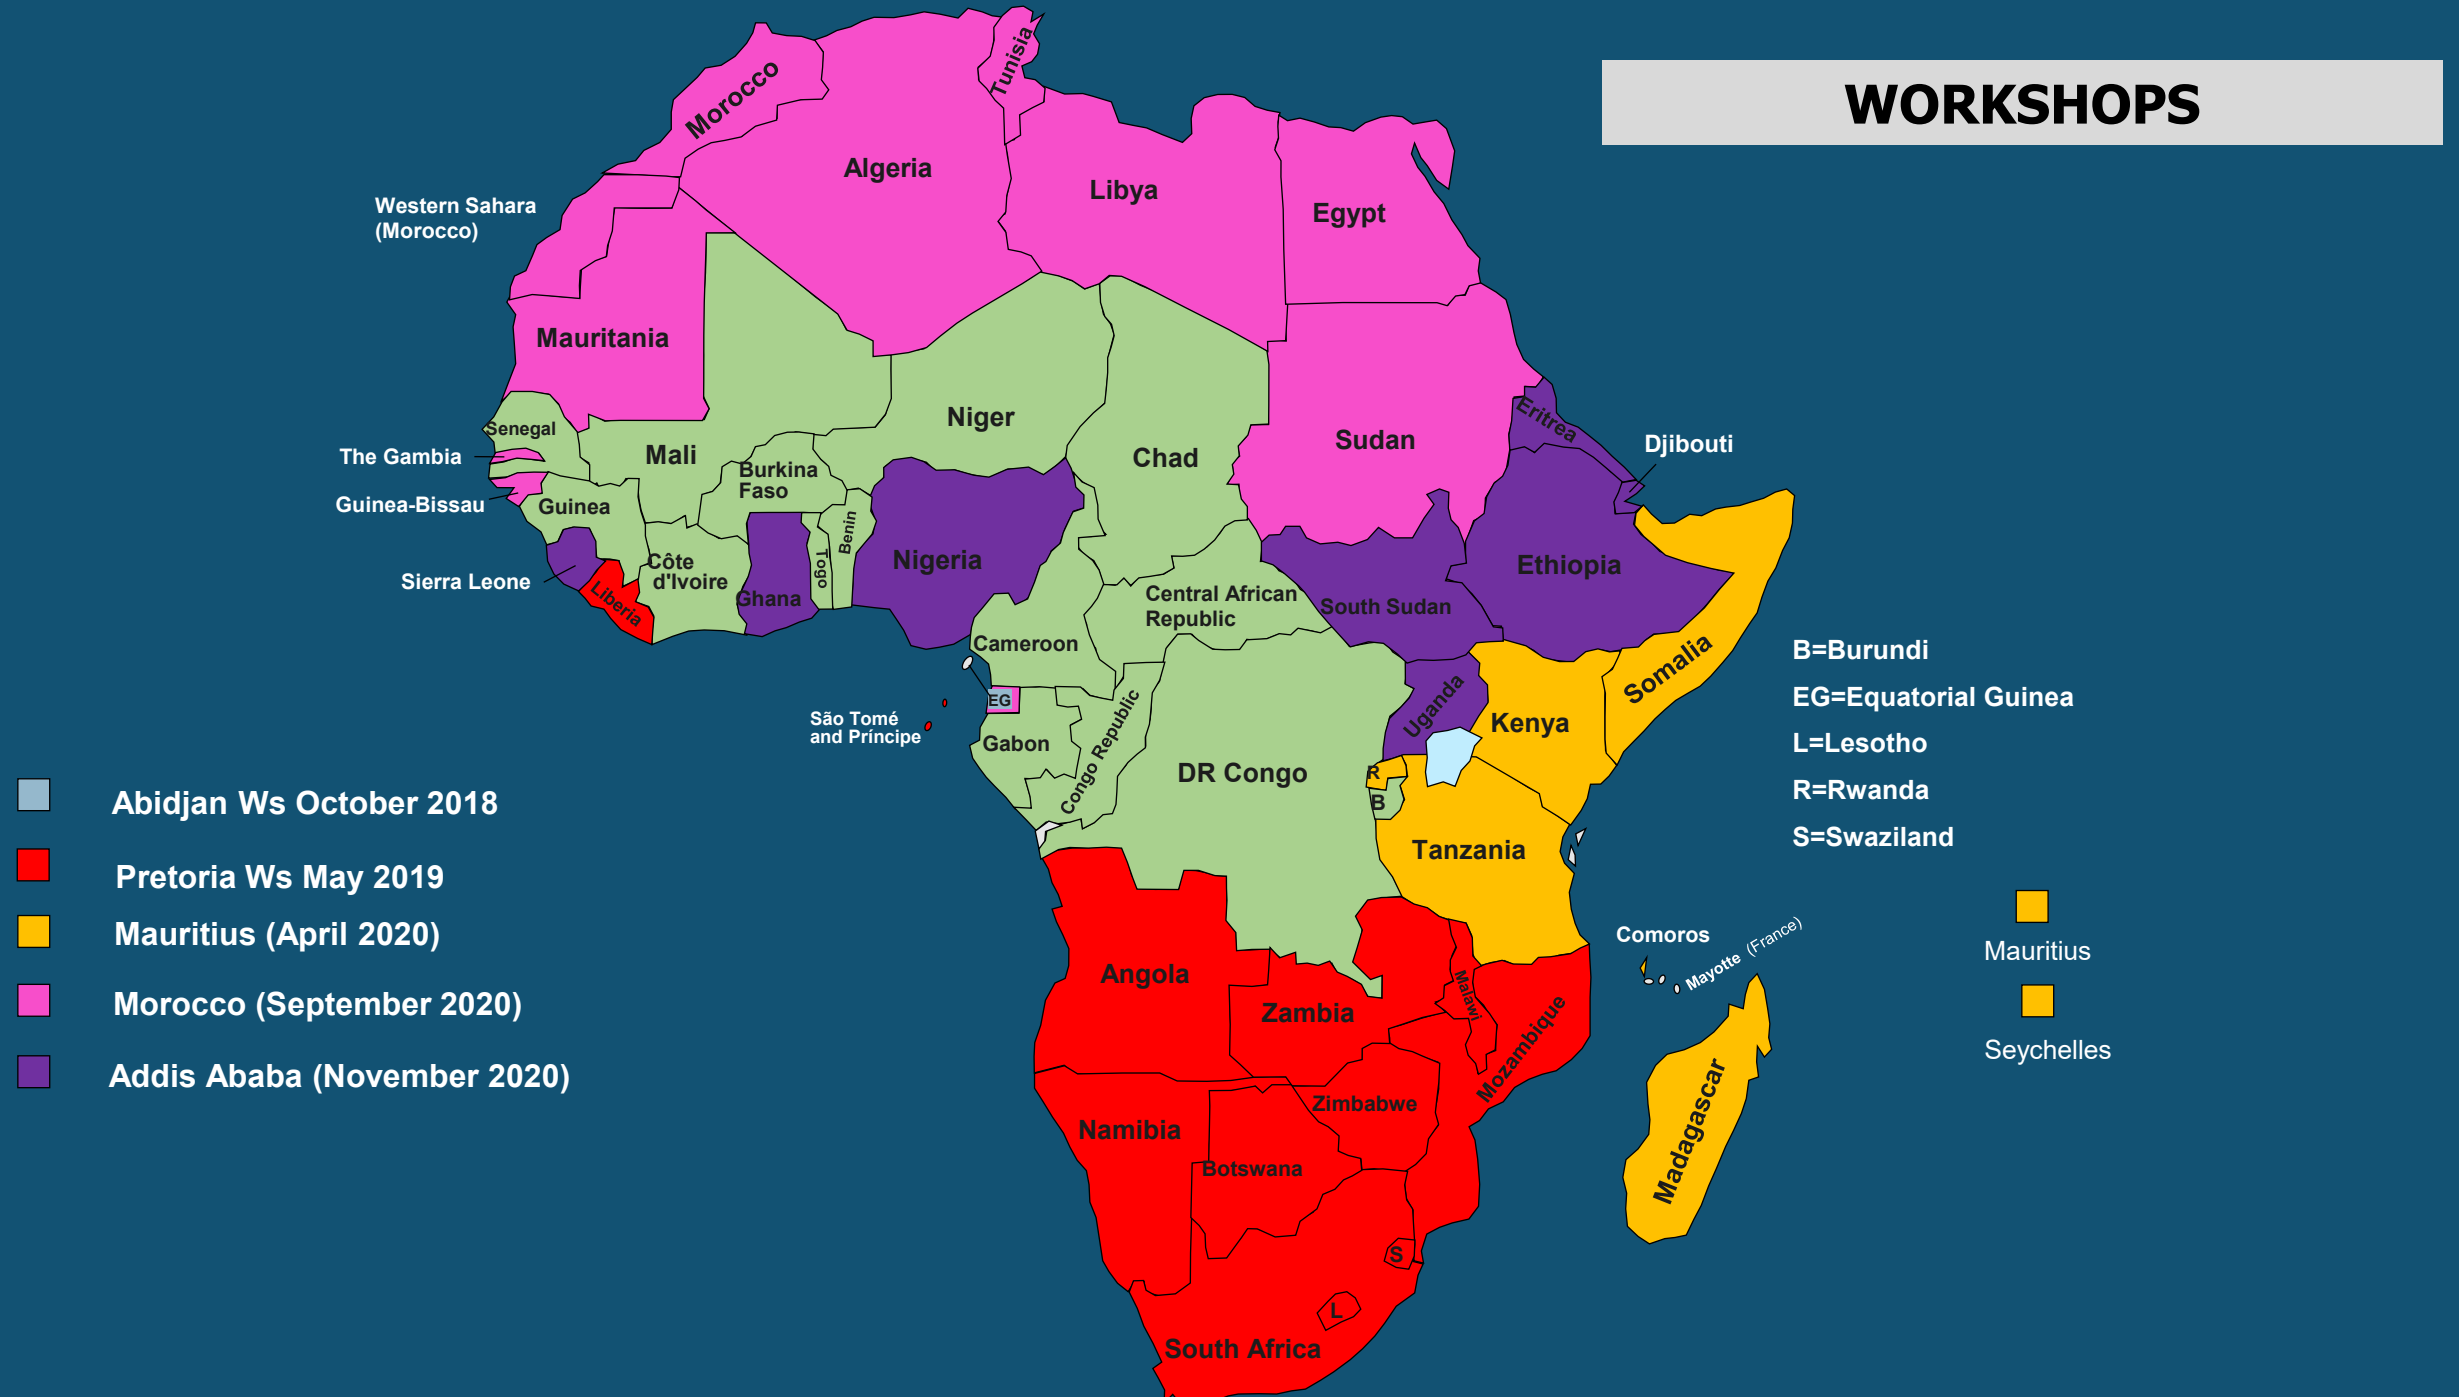 WORKSHOPS
Morocco
Tunisia
Algeria
Libya
Egypt
Western Sahara
(Morocco)
Mauritania
Niger
Chad
Sudan
Eritrea
Djibouti
Senegal
Mali
Burkina
Faso
The Gambia
Guinea-Bissau
Guinea
Benin
Togo
Nigeria
Ethiopia
Côte
d'Ivoire
Ghana
Sierra Leone
Liberia
Central African
Republic
South Sudan
Cameroon
Somalia
EG
São Tomé
and Príncipe
Gabon
Congo Republic
DR Congo
Uganda
Kenya
R
B
Tanzania
B=Burundi
EG=Equatorial Guinea
L=Lesotho
R=Rwanda
S=Swaziland
Abidjan Ws October 2018
Pretoria Ws May 2019
Mauritius (April 2020)
Morocco (September 2020)
Addis Ababa (November 2020)
Angola
Zambia
Malawi
Mozambique
Comoros
Mayotte (France)
Mauritius
Seychelles
Namibia
Zimbabwe
Botswana
Madagascar
S
L
South Africa